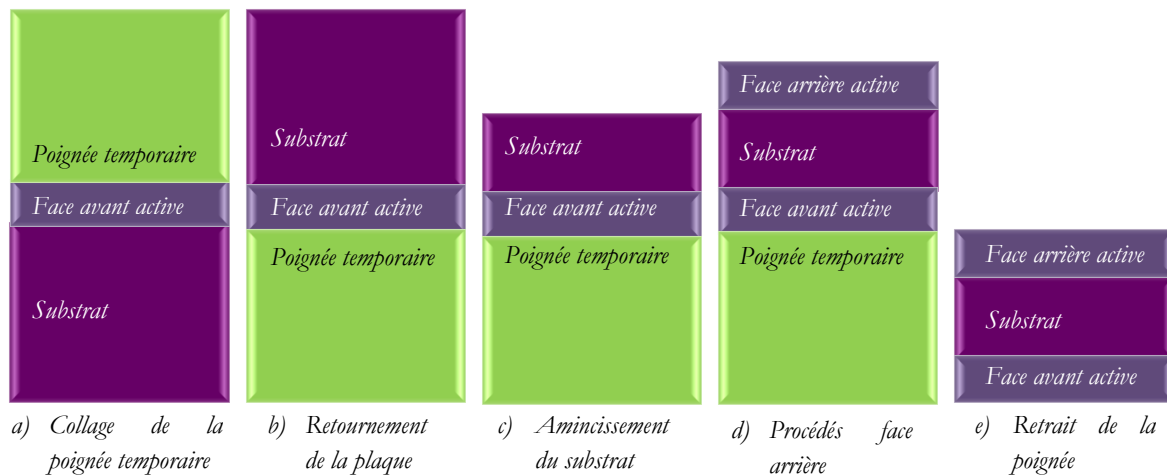 Poignée temporaire
Face avant active
Substrat
a) Collage de la
poignée temporaire
Substrat
Face avant active
Poignée temporaire
b) Retournement
de la plaque
Substrat
Face avant active
Poignée temporaire
c) Amincissement
du substrat
Face arrière active
Substrat
Face avant active
Poignée temporaire
d) Procédés face
arrière
Face arrière active
Substrat
Face avant active
e) Retrait de la
poignée